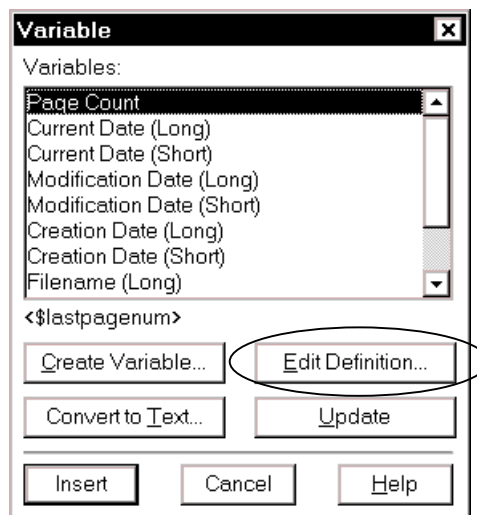 Variable
Variables:
Page Count
Current Date (Long)
Current Date (Short)
Modification Date (Long)
Modification Date (Short)
Creation Date (Long)
Creation Date (Short)
Filename (Long)
<$lastpagenum>
Create Variable... Edit Definition...
Convert to Text... Update
Insert Cancel Help